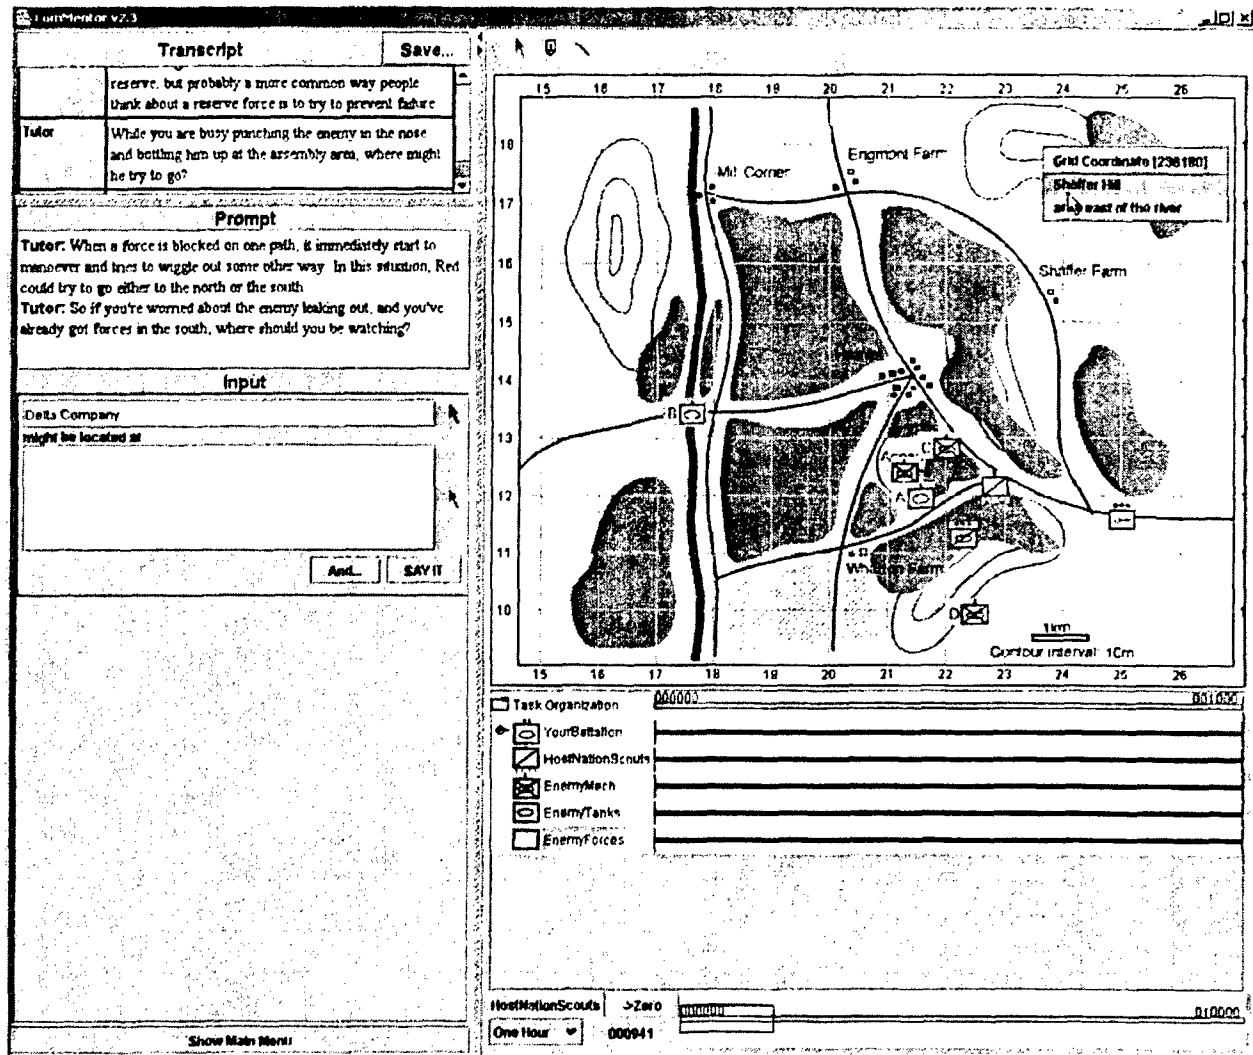 ComMentor v2.3
Transcript
Save...
reserve, but probably a more common way people
think about a reserve force is to try to prevent failure
Tutor
While you are busy punching the enemy in the nose
and bottling him up at the assembly area, where might
he try to go?
Prompt
Tutor: When a force is blocked on one path, it immediately start to
manoever and tries to wiggle out some other way. In this situation, Red
could try to go either to the north or the south
Tutor: So if you're worried about the enemy leaking out, and you've
already got forces in the south, where should you be watching?
Input
Delta Company
might be located at
And...
SAY IT
Show Main Menu
15 16 17 18 19 20 21 22 23 24 25 26
18
17
16
15
14
13
12
11
10
Mill Corner
Engmont Farm
Grid Coordinate [236180]
Shaffer Hill
area east of the river
Shaffer Farm
B
C
A
Farm
D
1km
Contour interval: 10m
15 16 17 18 19 20 21 22 23 24 25 26
Task Organization
000000
001000
YourBattalion
HostNationScouts
EnemyMech
EnemyTanks
EnemyForces
HostNationScouts
->Zero
000000
010000
One Hour
000941